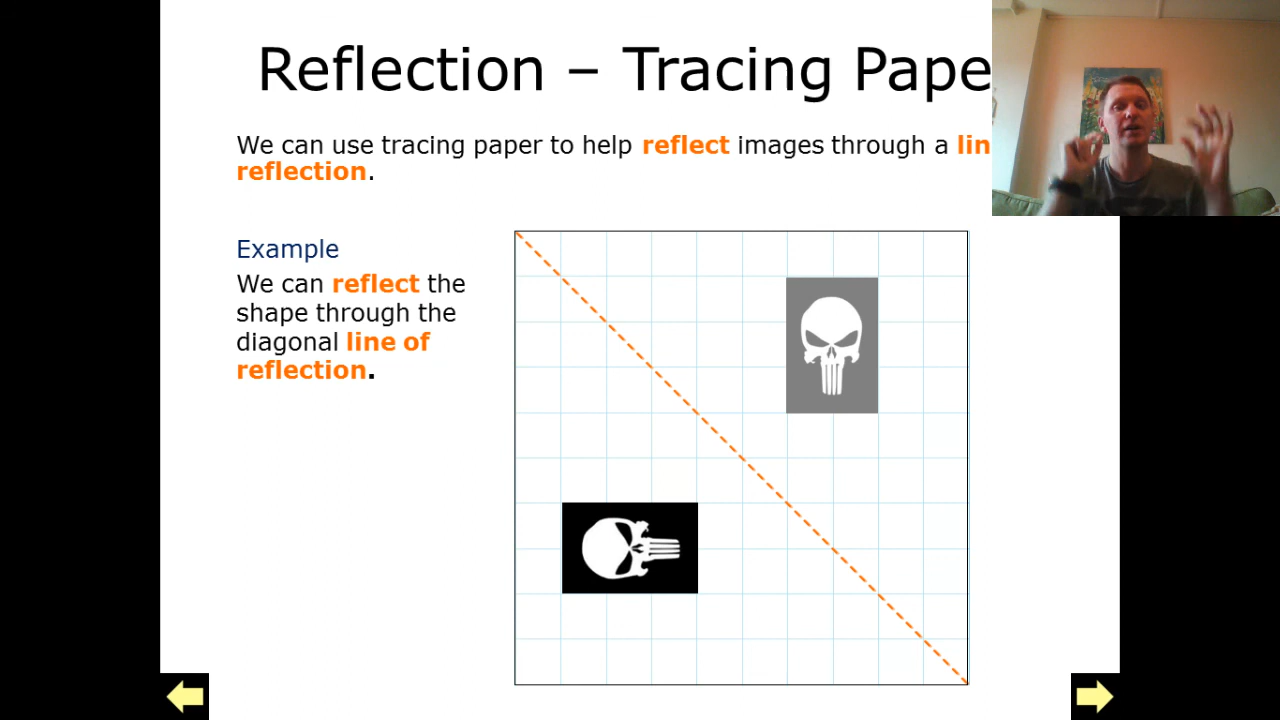 Reflection – Tracing Pape
We can use tracing paper to help reflect images through a lin
reflection.
Example
We can reflect the
shape through the
diagonal line of
reflection.